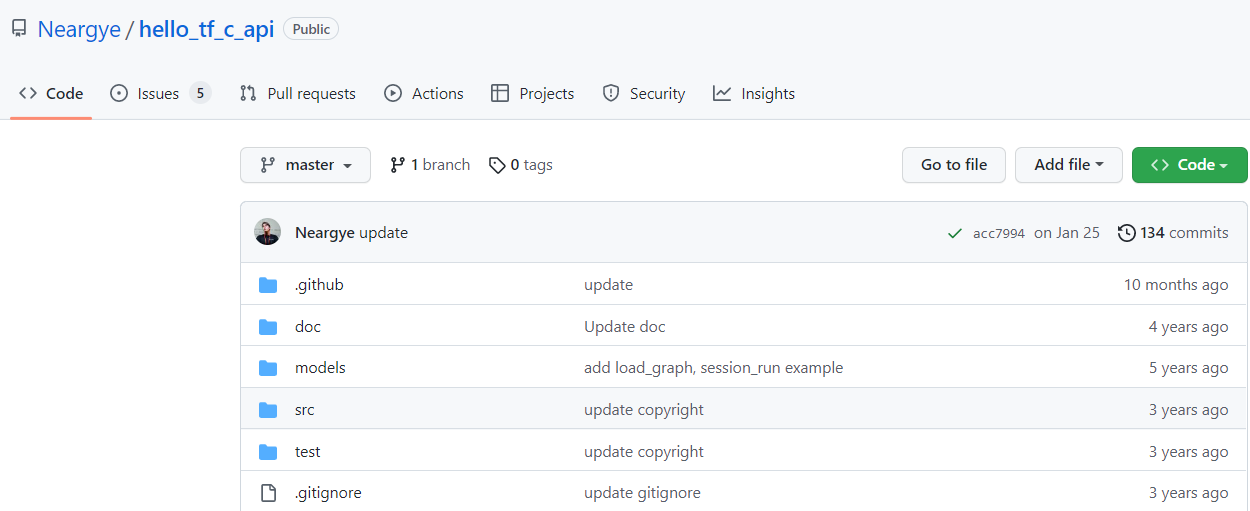 Neargye / hello_tf_c_api Public
Code Issues 5 Pull requests Actions Projects Security Insights
master 1 branch 0 tags Go to file Add file Code
Neargye update acc7994 on Jan 25 134 commits
.github update 10 months ago
doc Update doc 4 years ago
models add load_graph, session_run example 5 years ago
src update copyright 3 years ago
test update copyright 3 years ago
.gitignore update gitignore 3 years ago